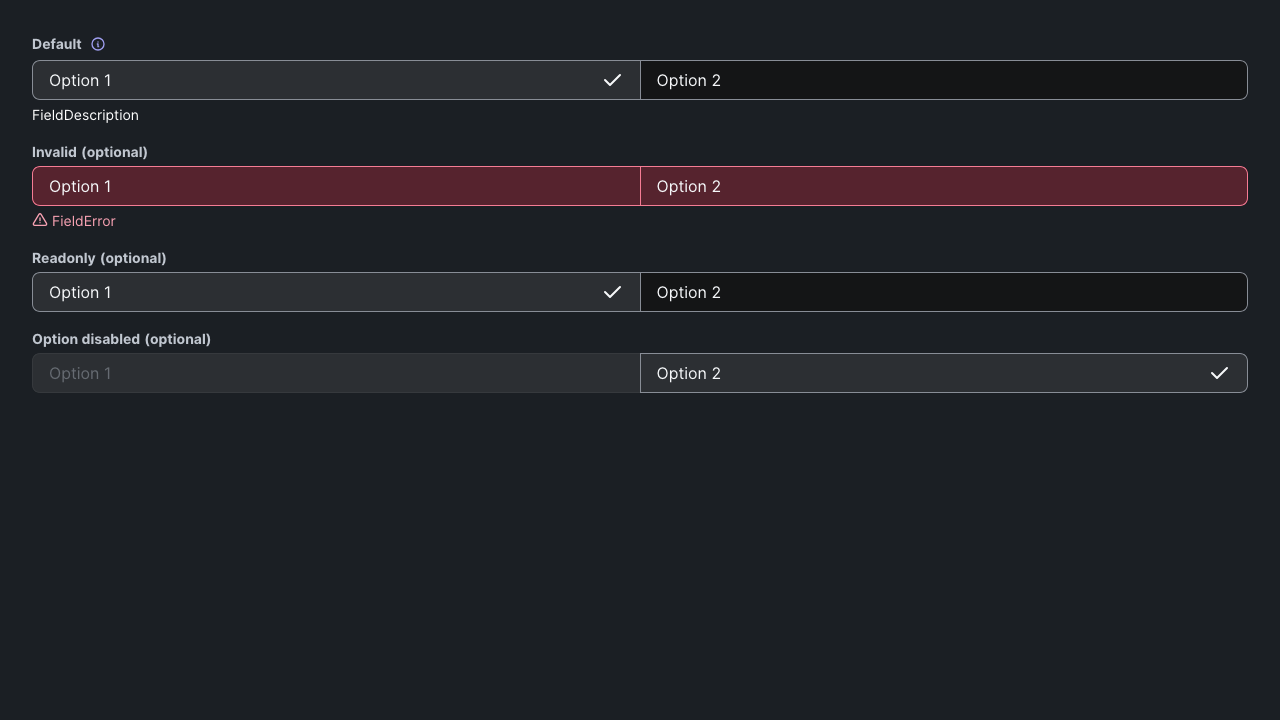 Default
Option 1 Option 2
FieldDescription
Invalid (optional)
Option 1 Option 2
FieldError
Readonly (optional)
Option 1 Option 2
Option disabled (optional)
Option 1 Option 2